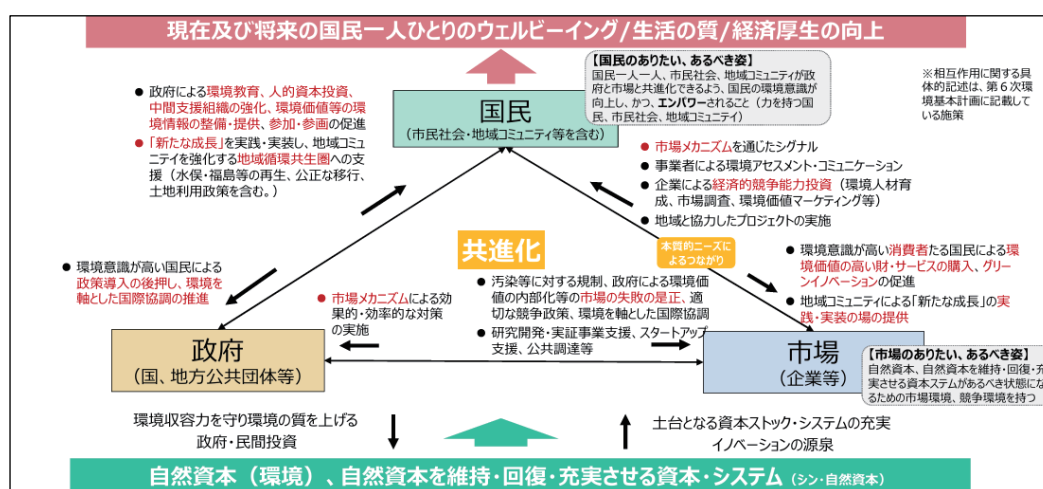 現在及び将来の国民一人ひとりのウェルビーイング/生活の質/経済厚生の向上
● 政府による環境教育、人的資本投資、
中間支援組織の強化、環境価値等の環
境情報の整備・提供、参加・参画の促進
● 「新たな成長」を実践・実装し、地域コミュ
ニティを強化する地域循環共生圏への支
援（水俣・福島等の再生、公正な移行、
土地利用政策を含む。）
国民
（市民社会・地域コミュニティ等を含む）
【国民のありたい、あるべき姿】
国民一人一人、市民社会、地域コミュニティが政
府と市場と共進化できるよう、国民の環境意識が
向上し、かつ、エンパワーされること（力を持つ国
民、市民社会、地域コミュニティ）
※相互作用に関する具
体的記述は、第６次環
境基本計画に記載して
いる施策
● 市場メカニズムを通じたシグナル
● 事業者による環境アセスメント・コミュニケーション
● 企業による経済的競争能力投資（環境人材育
成、市場調査、環境価値マーケティング等）
● 地域と協力したプロジェクトの実施
共進化
本質的ニーズに
よるつながり
● 環境意識が高い国民による
政策導入の後押し、環境を
軸とした国際協調の推進
● 市場メカニズムによる効
果的・効率的な対策
の実施
● 汚染等に対する規制、政府による環境価
値の内部化等の市場の失敗の是正、適
切な競争政策、環境を軸とした国際協調
● 研究開発・実証事業支援、スタートアップ
支援、公共調達等
● 環境意識が高い消費者たる国民による環
境価値の高い財・サービスの購入、グリー
ンイノベーションの促進
● 地域コミュニティによる「新たな成長」の実
践・実装の場の提供
政府
（国、地方公共団体等）
市場
（企業等）
【市場のありたい、あるべき姿】
自然資本、自然資本を維持・回復・充
実させる資本ステムがあるべき状態にな
るための市場環境、競争環境を持つ
環境収容力を守り環境の質を上げる
政府・民間投資
土台となる資本ストック・システムの充実
イノベーションの源泉
自然資本（環境）、自然資本を維持・回復・充実させる資本・システム（シン・自然資本）